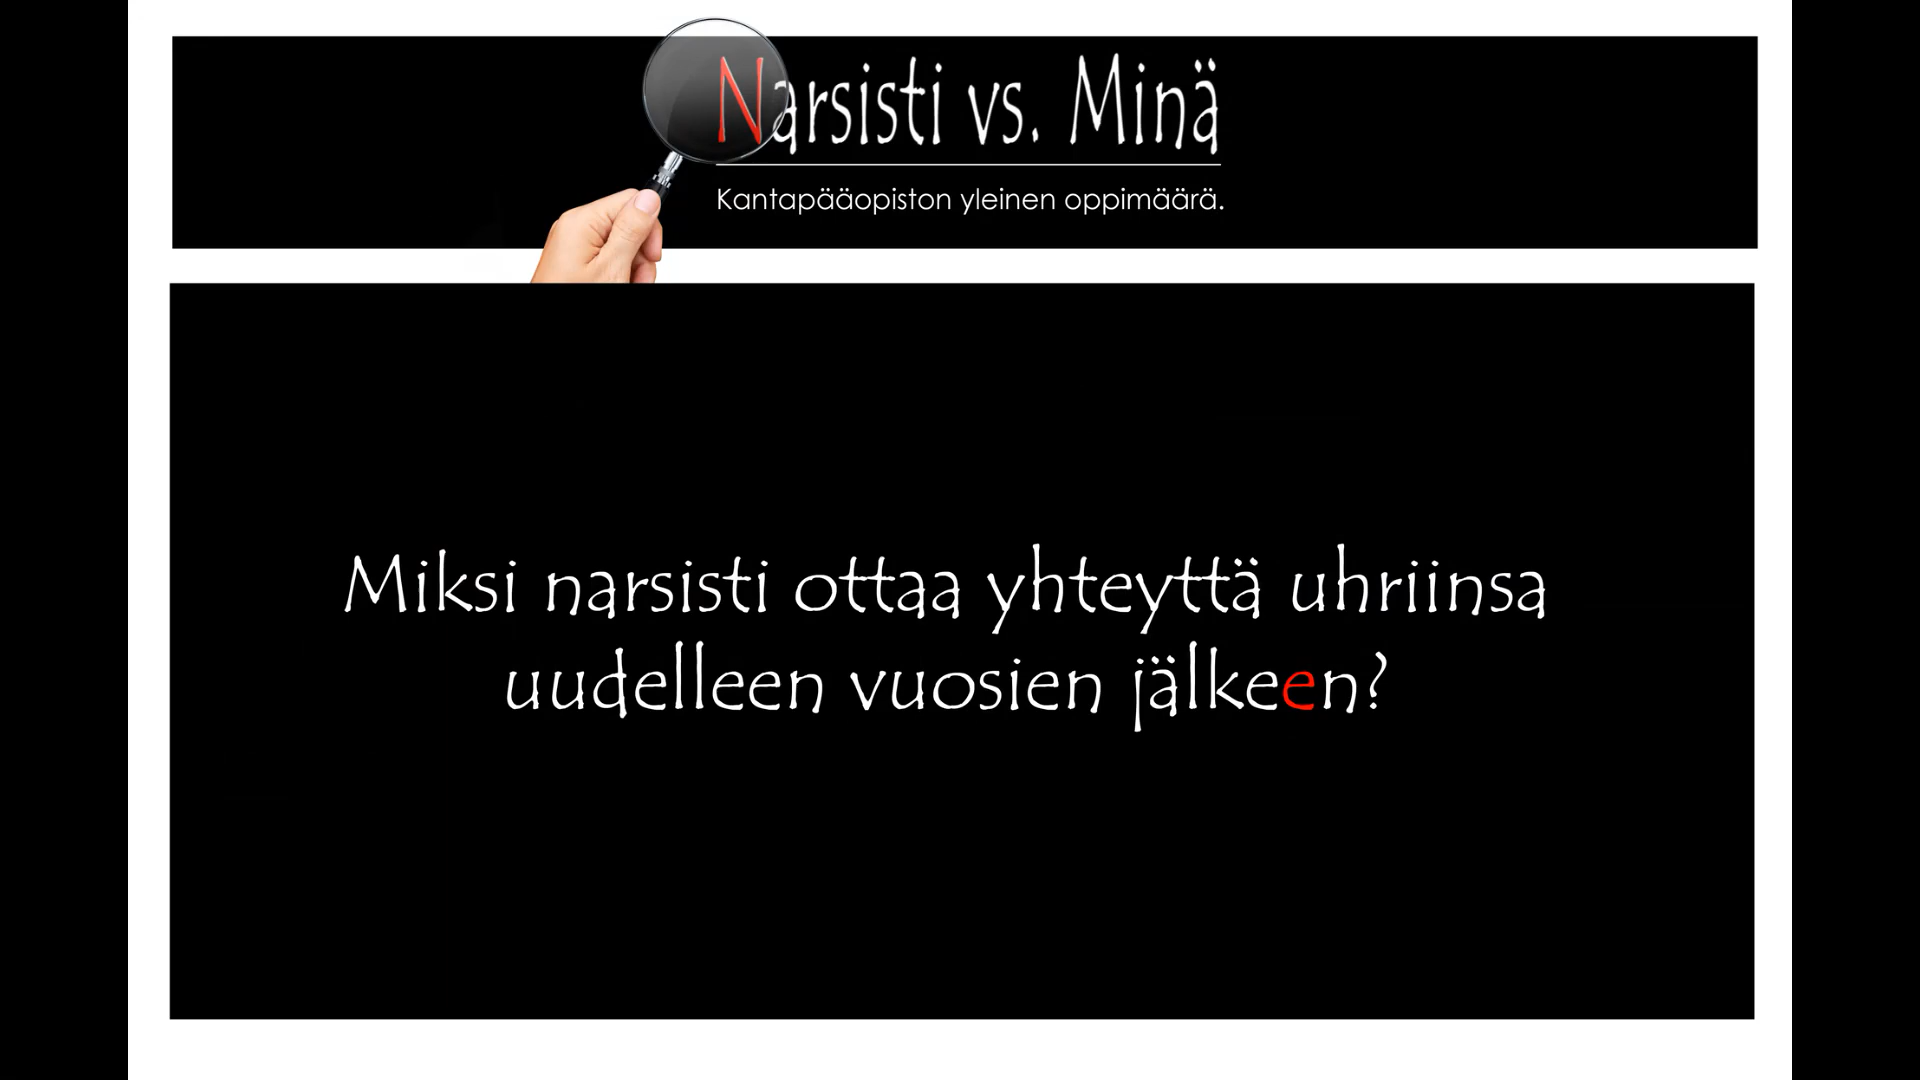 Narsisti vs. Minä
Kantapääopiston yleinen oppimäärä.
Miksi narsisti ottaa yhteyttä uhriinsa
uudelleen vuosien jälkeen?